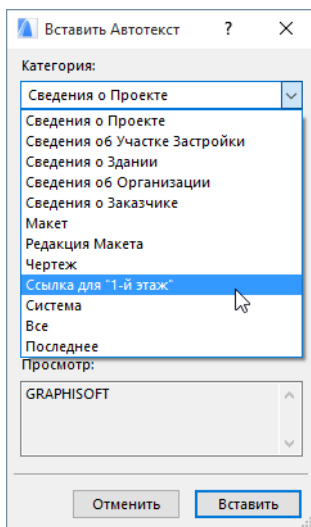 Вставить Автотекст
?
Категория:
Сведения о Проекте
Сведения о Проекте
Сведения об Участке Застройки
Сведения о Здании
Сведения об Организации
Сведения о Заказчике
Макет
Редакция Макета
Чертеж
Ссылка для "1-й этаж"
Система
Все
Последнее
Просмотр:
GRAPHISOFT
Отменить
Вставить